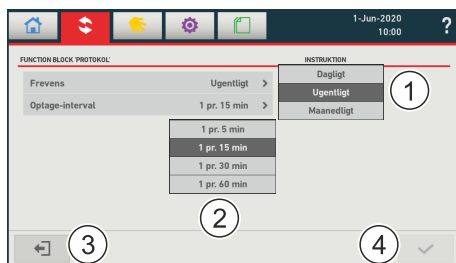 1-Jun-2020
10:00
?
FUNCTION BLOCK 'PROTOKOL'
INSTRUKTION
Frevens
Ugentligt >
Optage-interval
1 pr. 15 min >
Dagligt
Ugentligt
Maanedligt
1
1 pr. 5 min
1 pr. 15 min
1 pr. 30 min
1 pr. 60 min
2
3
4